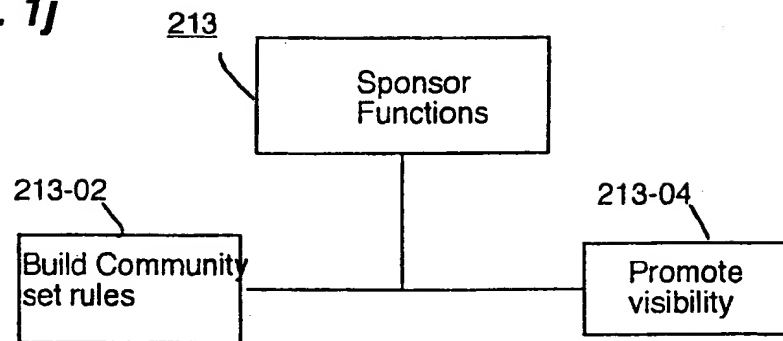 . 1j
213
Sponsor
Functions
213-02
213-04
Build Community
set rules
Promote
visibility